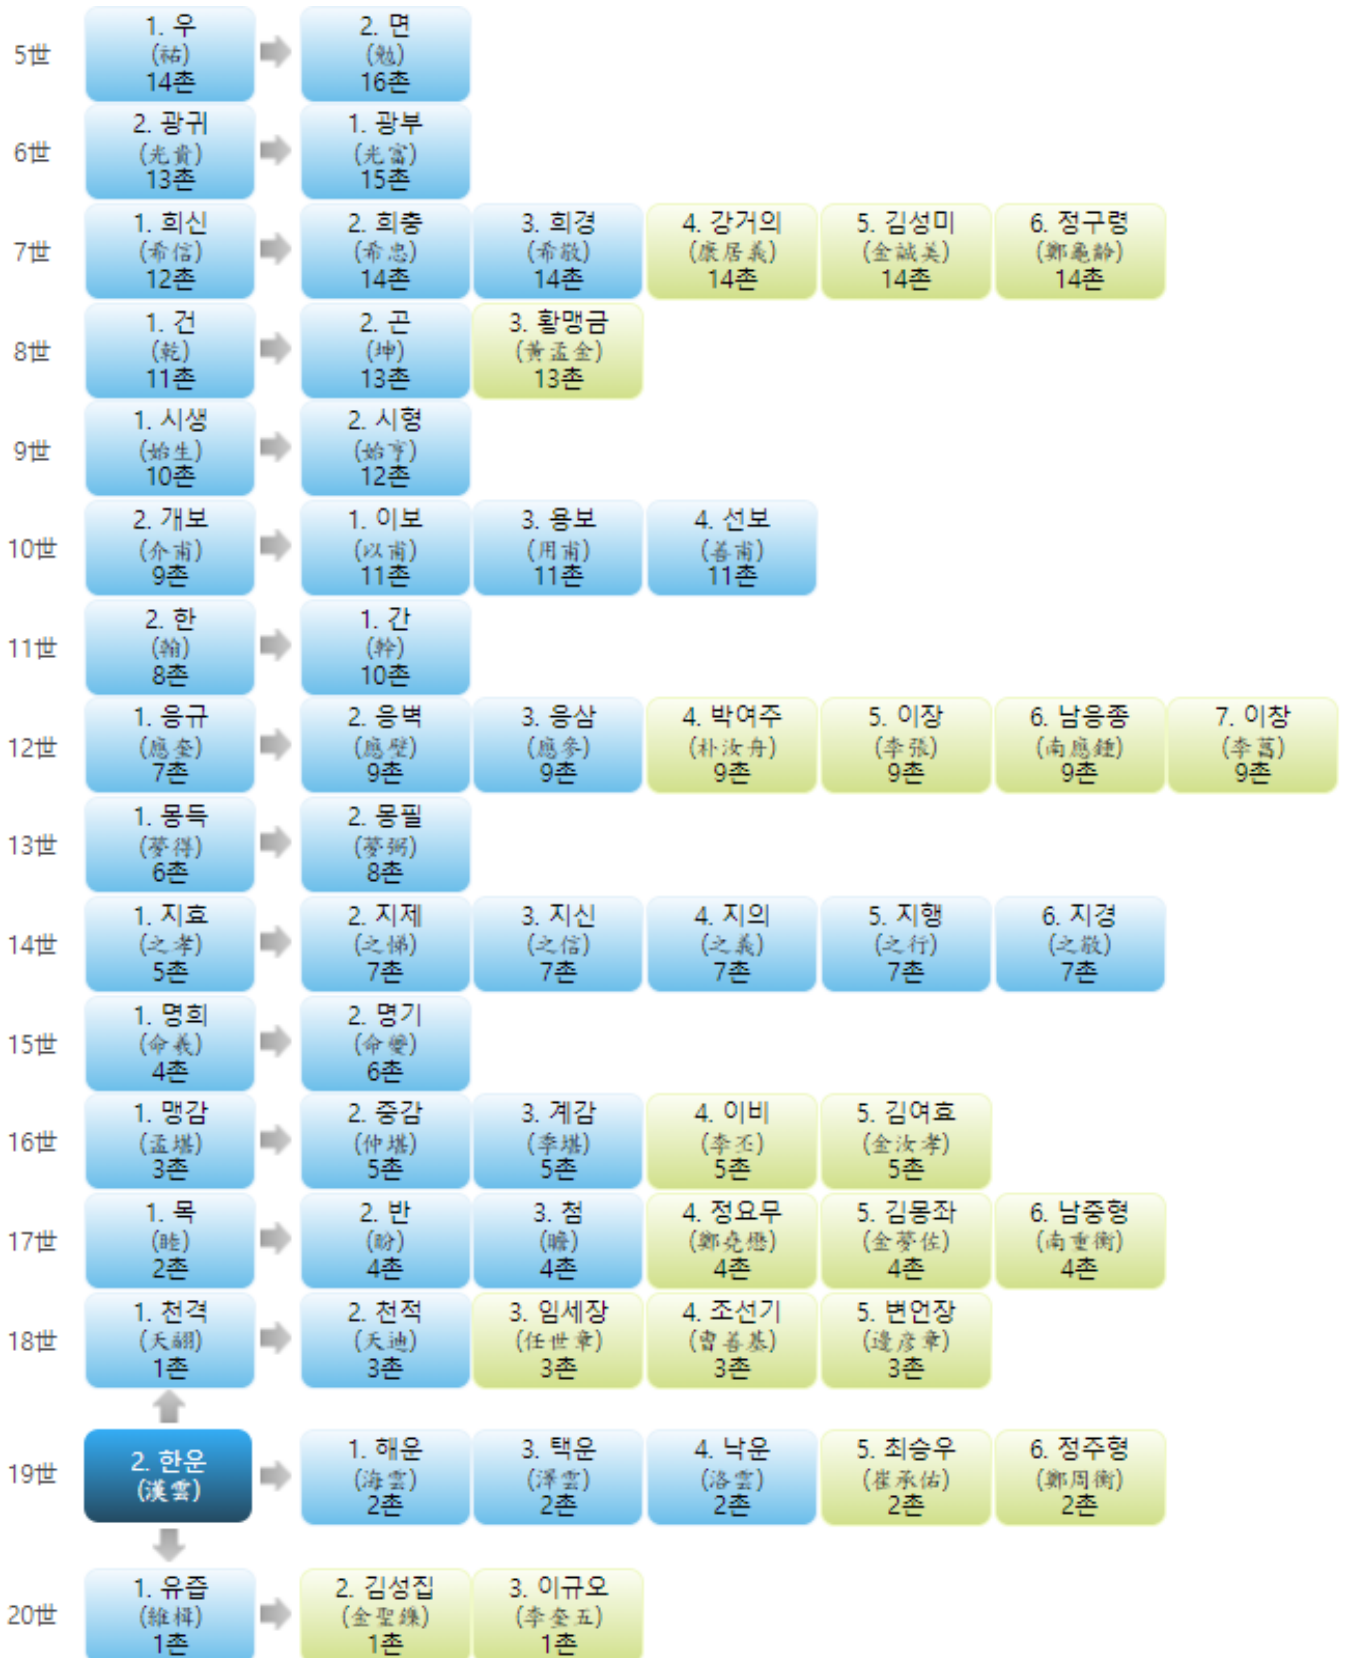 5世
1. 우
(祐)
14촌
2. 면
(勉)
16촌
6世
2. 광귀
(光貴)
13촌
1. 광부
(光富)
15촌
7世
1. 희신
(希信)
12촌
2. 희충
(希忠)
14촌
3. 희경
(希敬)
14촌
4. 강거의
(康居義)
14촌
5. 김성미
(金誠美)
14촌
6. 정구령
(鄭龜齡)
14촌
8世
1. 건
(乾)
11촌
2. 곤
(坤)
13촌
3. 황맹금
(黃孟金)
13촌
9世
1. 시생
(始生)
10촌
2. 시형
(始亨)
12촌
10世
2. 개보
(介甫)
9촌
1. 이보
(以甫)
11촌
3. 용보
(用甫)
11촌
4. 선보
(善甫)
11촌
11世
2. 한
(翰)
8촌
1. 간
(幹)
10촌
12世
1. 응규
(應奎)
7촌
2. 응벽
(應壁)
9촌
3. 응삼
(應參)
9촌
4. 박여주
(朴汝舟)
9촌
5. 이장
(李張)
9촌
6. 남응종
(南應鍾)
9촌
7. 이창
(李菖)
9촌
13世
1. 몽득
(夢得)
6촌
2. 몽필
(夢弼)
8촌
14世
1. 지효
(之孝)
5촌
2. 지제
(之悌)
7촌
3. 지신
(之信)
7촌
4. 지의
(之義)
7촌
5. 지행
(之行)
7촌
6. 지경
(之敬)
7촌
15世
1. 명희
(命羲)
4촌
2. 명기
(命夔)
6촌
16世
1. 맹감
(孟堪)
3촌
2. 중감
(仲堪)
5촌
3. 계감
(季堪)
5촌
4. 이비
(李丕)
5촌
5. 김여효
(金汝孝)
5촌
17世
1. 목
(睦)
2촌
2. 반
(盼)
4촌
3. 첨
(瞻)
4촌
4. 정요무
(鄭堯懋)
4촌
5. 김몽좌
(金夢佐)
4촌
6. 남중형
(南重衡)
4촌
18世
1. 천격
(天翮)
1촌
2. 천적
(天迪)
3촌
3. 임세장
(任世章)
3촌
4. 조선기
(曺善基)
3촌
5. 변언장
(邊彦章)
3촌
19世
2. 한운
(漢雲)
1. 해운
(海雲)
2촌
3. 택운
(澤雲)
2촌
4. 낙운
(洛雲)
2촌
5. 최승우
(崔承佑)
2촌
6. 정주형
(鄭周衡)
2촌
20世
1. 유즙
(維楫)
1촌
2. 김성집
(金聖鏶)
1촌
3. 이규오
(李奎五)
1촌